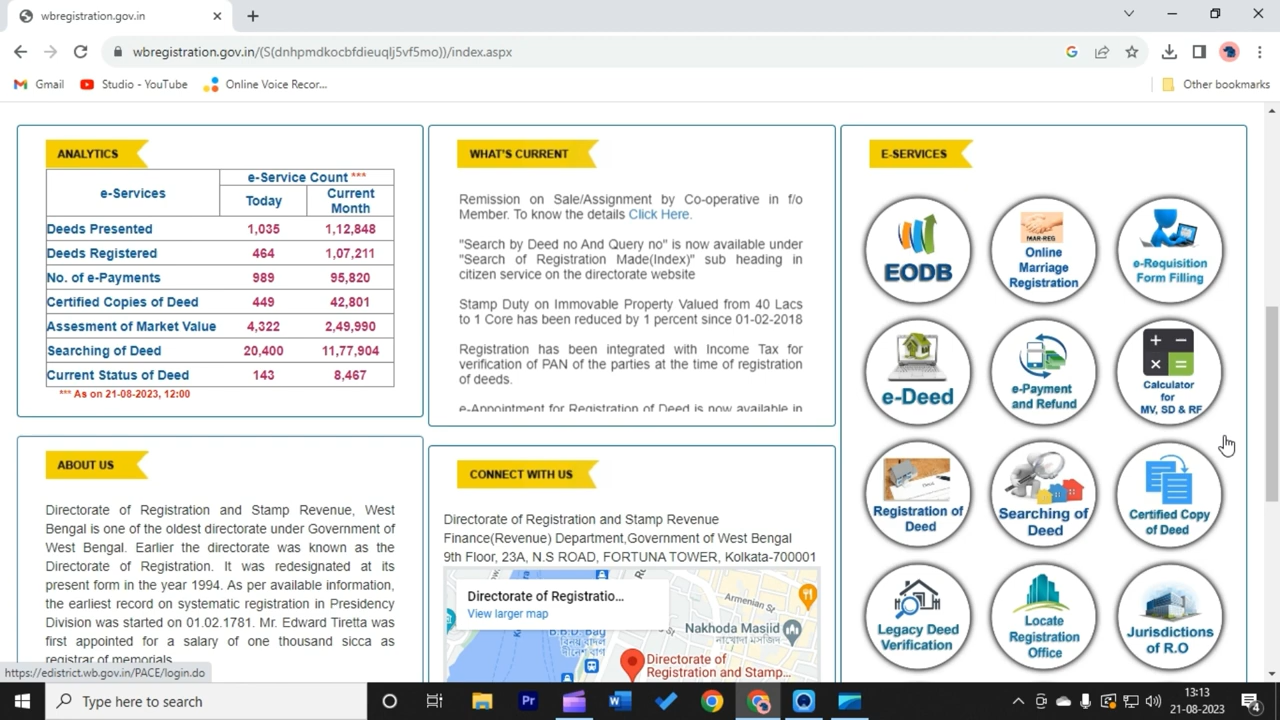 wbregistration.gov.in
wbregistration.gov.in/(S(dnhpmdkocbfdieuqlj5vf5mo))/index.aspx
Gmail
Studio - YouTube
Online Voice Recor...
Other bookmarks
ANALYTICS
e-Services
e-Service Count ***
Today
Current
Month
Deeds Presented 1,035 1,12,848
Deeds Registered 464 1,07,211
No. of e-Payments 989 95,820
Certified Copies of Deed 449 42,801
Assesment of Market Value 4,322 2,49,990
Searching of Deed 20,400 11,77,904
Current Status of Deed 143 8,467
*** As on 21-08-2023, 12:00
ABOUT US
Directorate of Registration and Stamp Revenue, West
Bengal is one of the oldest directorate under Government of
West Bengal. Earlier the directorate was known as the
Directorate of Registration. It was redesignated at its
present form in the year 1994. As per available information,
the earliest record on systematic registration in Presidency
Division was started on 01.02.1781. Mr. Edward Tiretta was
first appointed for a salary of one thousand sicca as
registrar of memorials.
WHAT'S CURRENT
Remission on Sale/Assignment by Co-operative in f/o
Member. To know the details Click Here.
"Search by Deed no And Query no" is now available under
"Search of Registration Made(Index)" sub heading in
citizen service on the directorate website
Stamp Duty on Immovable Property Valued from 40 Lacs
to 1 Core has been reduced by 1 percent since 01-02-2018
Registration has been integrated with Income Tax for
verification of PAN of the parties at the time of registration
of deeds.
e-Appointment for Registration of Deed is now available in
CONNECT WITH US
Directorate of Registration and Stamp Revenue
Finance(Revenue) Department,Government of West Bengal
9th Floor, 23A, N.S ROAD, FORTUNA TOWER, Kolkata-700001
Directorate of Registratio...
View larger map
Armenian St
B.B.D. Bag
বিবাদী
দীনেশ বাগ
Nakhoda Masjid
নাখোদা মসজিদ
Directorate of
Registration and Stamp...
E-SERVICES
EODB
MAR-REG
Online
Marriage
Registration
e-Requisition
Form Filling
e-Deed
e-Payment
and Refund
Calculator
for
MV, SD & RF
Registration of
Deed
Searching of
Deed
Certified Copy
of Deed
Legacy Deed
Verification
Locate
Registration
Office
Jurisdictions
of R.O
https://edistrict.wb.gov.in/PACE/login.do
Type here to search
13:13
21-08-2023
4